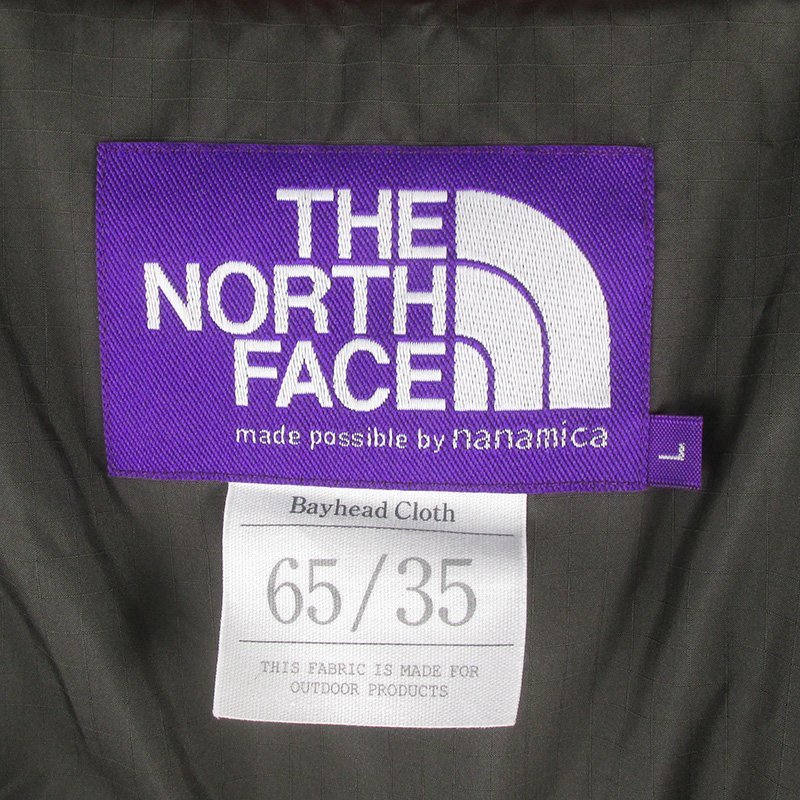 THE
NORTH
FACE
made possible by nanamica
L
Bayhead Cloth
65/35
THIS FABRIC IS MADE FOR
OUTDOOR PRODUCTS